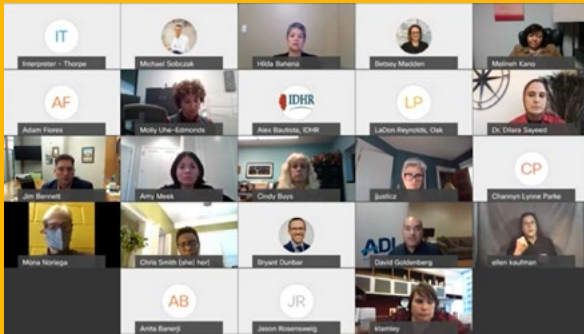 IT
Interpreter - Thorpe
Michael Sobczak
Hilda Bahena
Betsey Madden
Melineh Kano
AF
Adam Flores
Molly Uhe-Edmonds
IDHR
Alex Bautista, IDHR
LP
LaDon Reynolds, Oak
Dr. Dilara Sayeed
Jim Bennett
Amy Meek
Cindy Buys
ljusticz
CP
Channyn Lynne Parke
Mona Noriega
Chris Smith (she| her)
Bryant Dunbar
ADL
David Goldenberg
ellen kaufman
AB
Anita Banerji
JR
Jason Rosensweig
ktamley